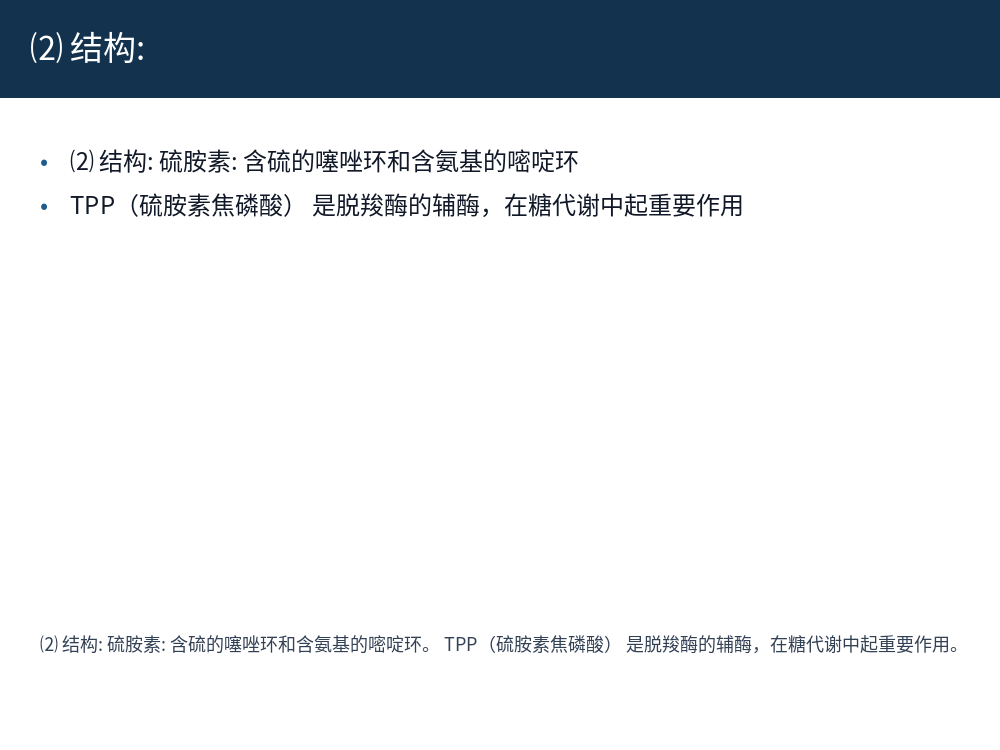 ⑵ 结构:
• ⑵ 结构: 硫胺素: 含硫的噻唑环和含氨基的嘧啶环
• TPP（硫胺素焦磷酸） 是脱羧酶的辅酶，在糖代谢中起重要作用
⑵ 结构: 硫胺素: 含硫的噻唑环和含氨基的嘧啶环。 TPP（硫胺素焦磷酸） 是脱羧酶的辅酶，在糖代谢中起重要作用。